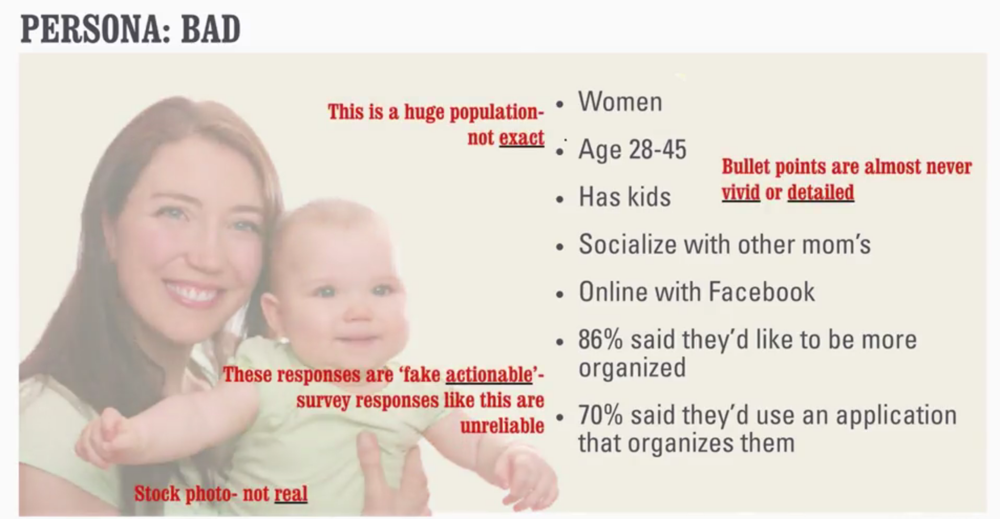 PERSONA: BAD
This is a huge population-
not exact
• Women
• Age 28-45
• Has kids
Bullet points are almost never
vivid or detailed
• Socialize with other mom's
• Online with Facebook
• 86% said they'd like to be more
organized
These responses are 'fake actionable'-
survey responses like this are
unreliable
• 70% said they'd use an application
that organizes them
Stock photo- not real